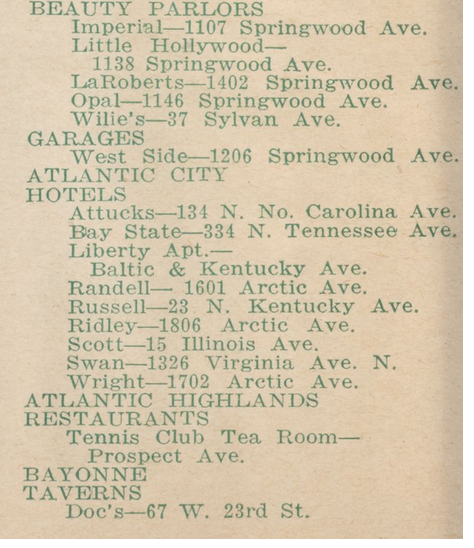 BEAUTY PARLORS
Imperial—1107 Springwood Ave.
Little Hollywood—
1138 Springwood Ave.
LaRoberts—1402 Springwood Ave.
Opal—1146 Springwood Ave.
Wilie's—37 Sylvan Ave.
GARAGES
West Side—1206 Springwood Ave.
ATLANTIC CITY
HOTELS
Attucks—134 N. No. Carolina Ave.
Bay State—334 N. Tennessee Ave.
Liberty Apt.—
Baltic & Kentucky Ave.
Randell— 1601 Arctic Ave.
Russell—23 N. Kentucky Ave.
Ridley—1806 Arctic Ave.
Scott—15 Illinois Ave.
Swan—1326 Virginia Ave. N.
Wright—1702 Arctic Ave.
ATLANTIC HIGHLANDS
RESTAURANTS
Tennis Club Tea Room—
Prospect Ave.
BAYONNE
TAVERNS
Doc's—67 W. 23rd St.